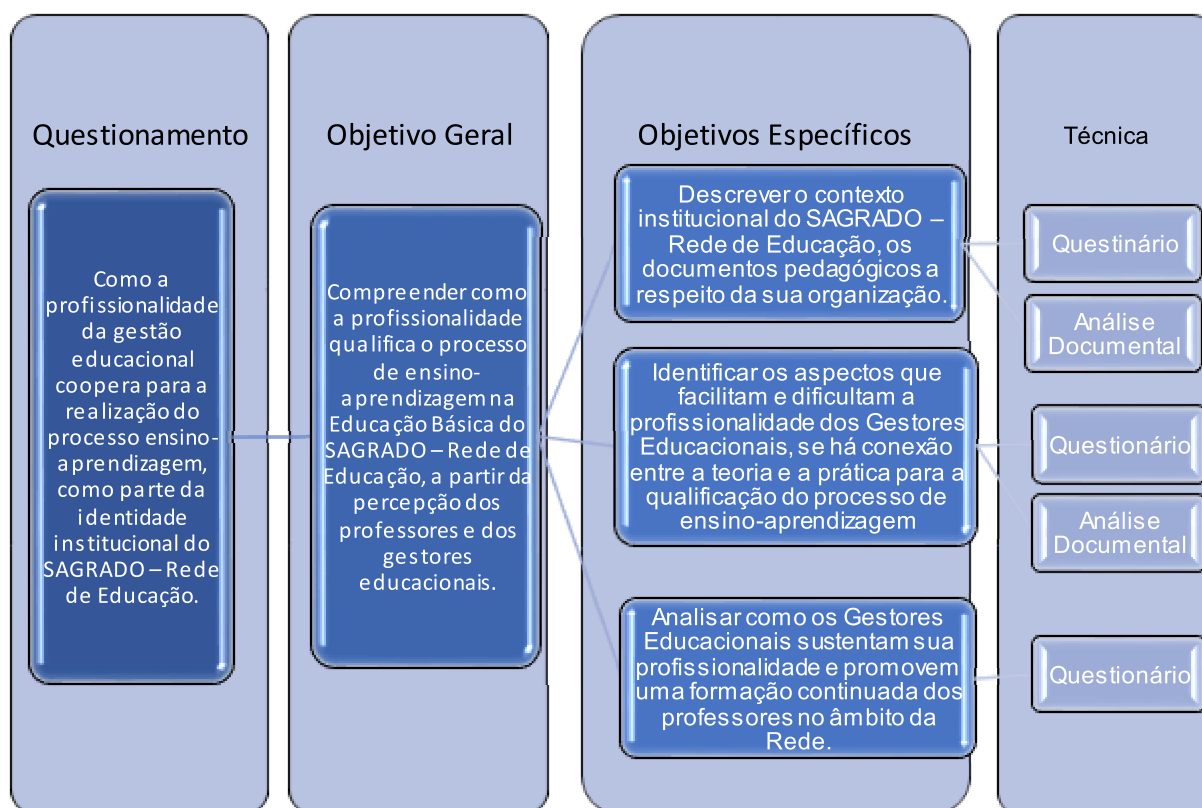 Questionamento
Como a
profissionalidade
da gestão
educacional
coopera para a
realização do
processo ensino-
aprendizagem,
como parte da
identidade
institucional do
SAGRADO – Rede
de Educação.
Objetivo Geral
Compreender como
a profissionalidade
qualifica o processo
de ensino-
aprendizagem na
Educação Básica do
SAGRADO – Rede de
Educação, a partir da
percepção dos
professores e dos
gestores
educacionais.
Objetivos Específicos
Descrever o contexto
institucional do SAGRADO –
Rede de Educação, os
documentos pedagógicos a
respeito da sua organização.
Identificar os aspectos que
facilitam e dificultam a
profissionalidade dos Gestores
Educacionais, se há conexão
entre a teoria e a prática para a
qualificação do processo de
ensino-aprendizagem
Analisar como os Gestores
Educacionais sustentam sua
profissionalidade e promovem
uma formação continuada dos
professores no âmbito da
Rede.
Técnica
Questinário
Análise
Documental
Questionário
Análise
Documental
Questionário